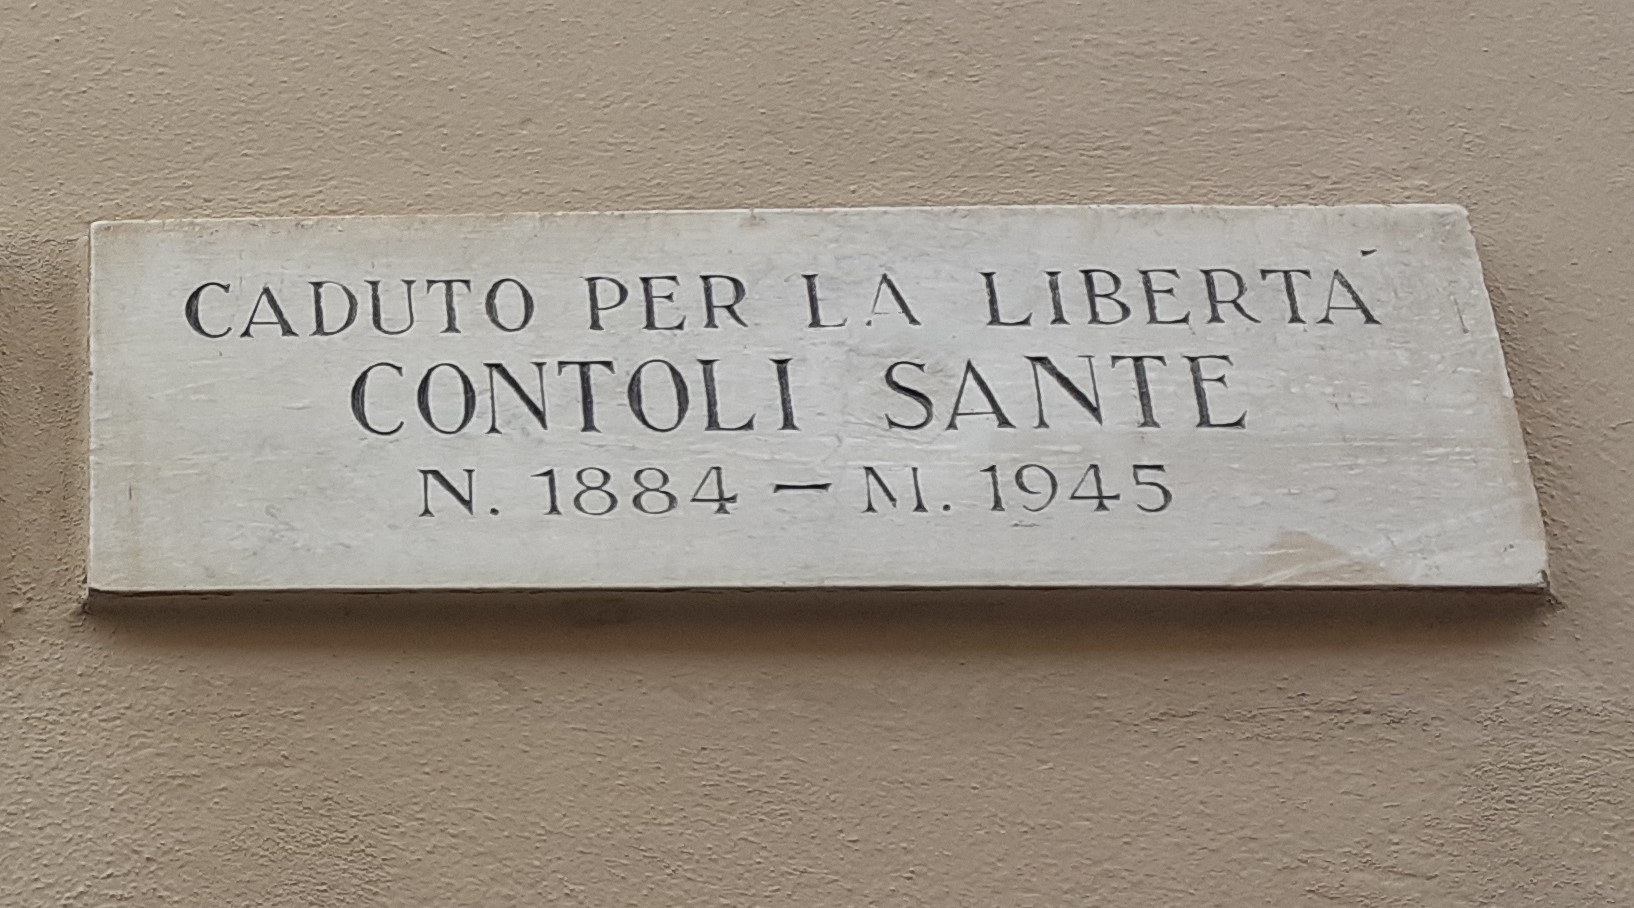 CADUTO PER LA LIBERTÀ
CONTOLI SANTE
N. 1884 — M. 1945